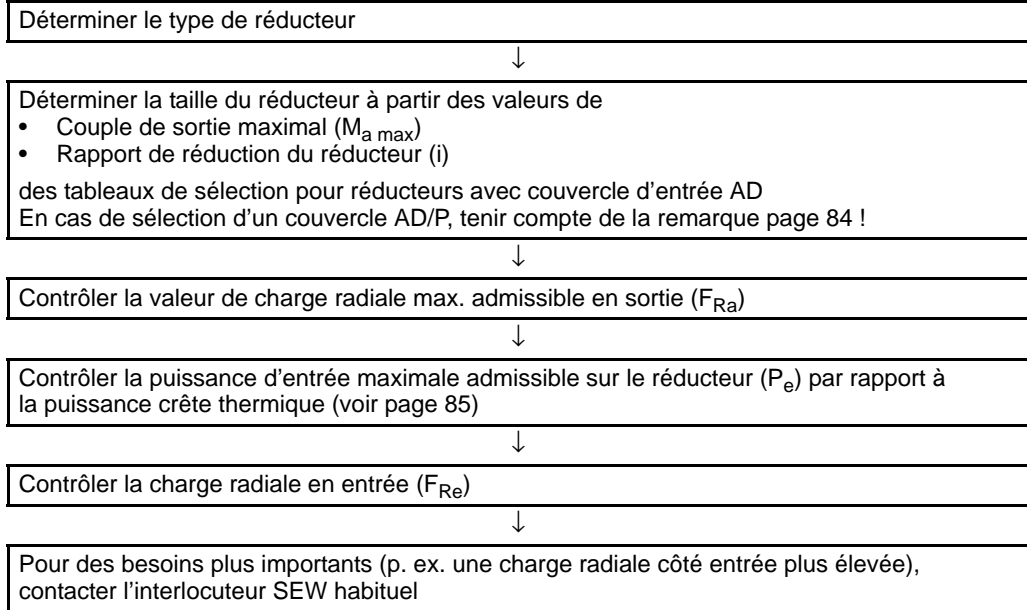 Déterminer le type de réducteur
↓
Déterminer la taille du réducteur à partir des valeurs de
• Couple de sortie maximal (Ma max)
• Rapport de réduction du réducteur (i)
des tableaux de sélection pour réducteurs avec couvercle d'entrée AD
En cas de sélection d'un couvercle AD/P, tenir compte de la remarque page 84 !
↓
Contrôler la valeur de charge radiale max. admissible en sortie (FRa)
↓
Contrôler la puissance d'entrée maximale admissible sur le réducteur (Pe) par rapport à
la puissance crête thermique (voir page 85)
↓
Contrôler la charge radiale en entrée (FRe)
↓
Pour des besoins plus importants (p. ex. une charge radiale côté entrée plus élevée),
contacter l'interlocuteur SEW habituel